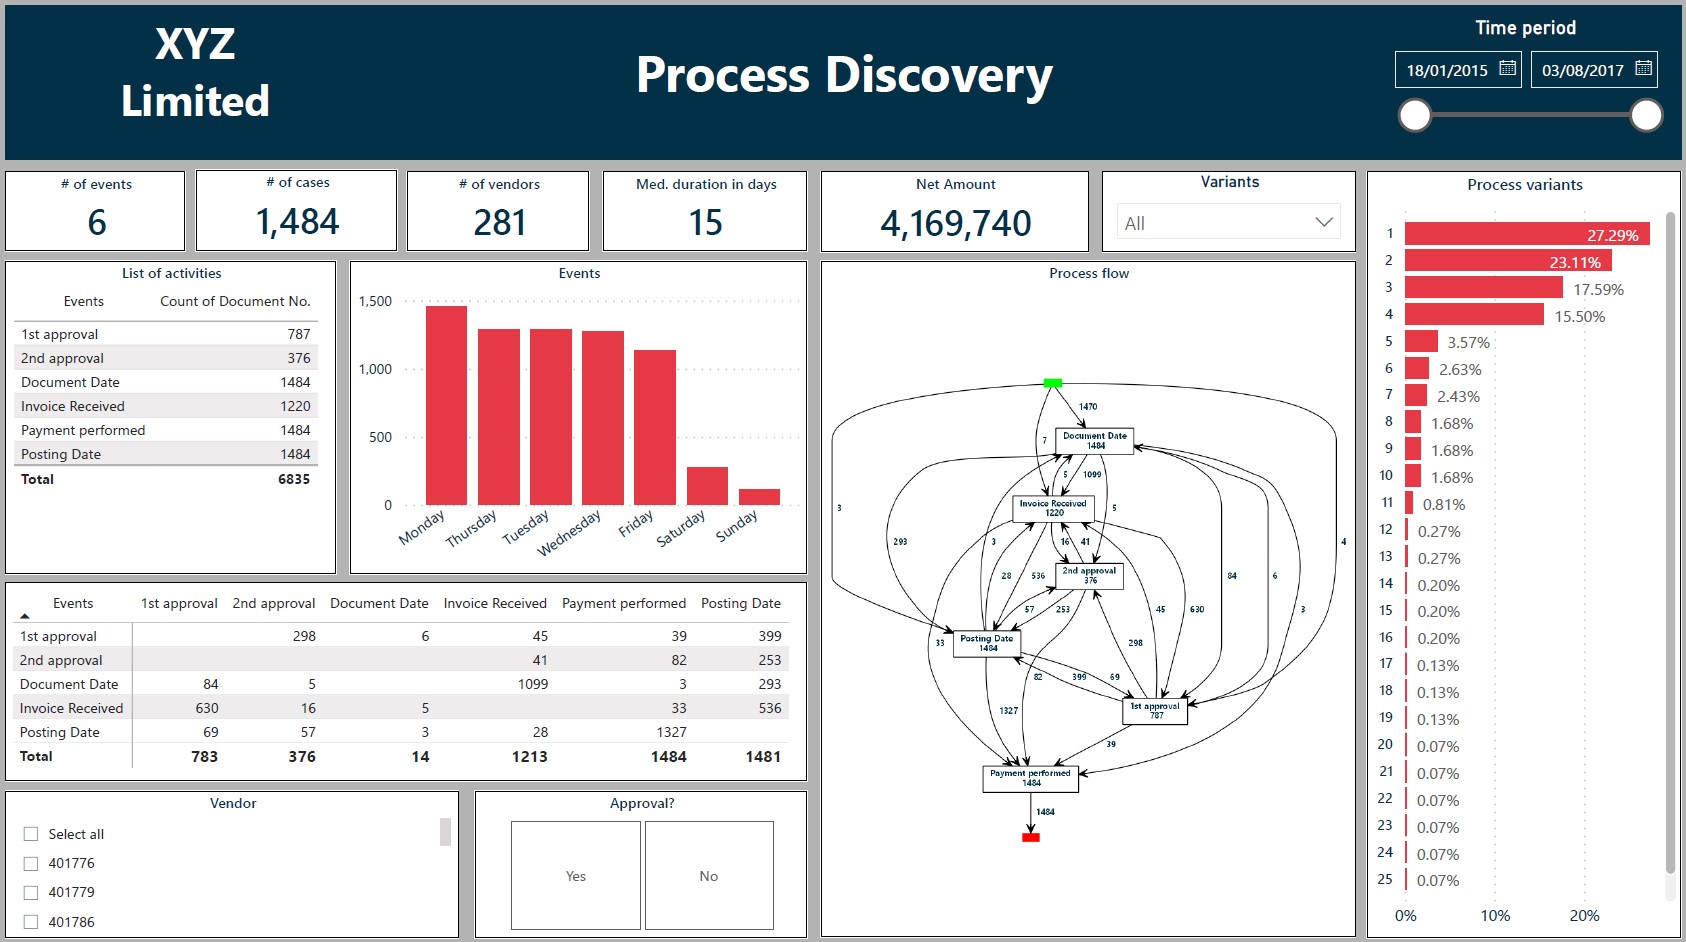 XYZ
Limited
Process Discovery
Time period
18/01/2015 03/08/2017
# of events
6
# of cases
1,484
# of vendors
281
Med. duration in days
15
Net Amount
4,169,740
Variants
All
List of activities
Events Count of Document No.
1st approval 787
2nd approval 376
Document Date 1484
Invoice Received 1220
Payment performed 1484
Posting Date 1484
Total 6835
Events
1,500
1,000
500
0
Monday
Thursday
Tuesday
Wednesday
Friday
Saturday
Sunday
Events 1st approval 2nd approval Document Date Invoice Received Payment performed Posting Date
1st approval 298 6 45 39 399
2nd approval 41 82 253
Document Date 84 5 1099 3 293
Invoice Received 630 16 5 33 536
Posting Date 69 57 3 28 1327
Total 783 376 14 1213 1484 1481
Vendor
Select all
401776
401779
401786
Approval?
Yes No
Process flow
1470
7
Document Date
1484
5 1099
Invoice Received
1220
3 5
293 3 16 41 4
2nd approval
376
28 536 84 6
57 253 45 630 3
Posting Date
1484
33 298
82 399 69
1st approval
787
1327
39
Payment performed
1484
1484
Process variants
1 27.29%
2 23.11%
3 17.59%
4 15.50%
5 3.57%
6 2.63%
7 2.43%
8 1.68%
9 1.68%
10 1.68%
11 0.81%
12 0.27%
13 0.27%
14 0.20%
15 0.20%
16 0.20%
17 0.13%
18 0.13%
19 0.13%
20 0.07%
21 0.07%
22 0.07%
23 0.07%
24 0.07%
25 0.07%
0% 10% 20%